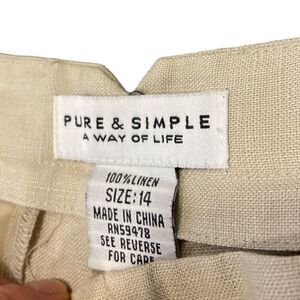 PURE & SIMPLE
A WAY OF LIFE
100% LINEN
SIZE: 14
MADE IN CHINA
RN59478
SEE REVERSE
FOR CARE